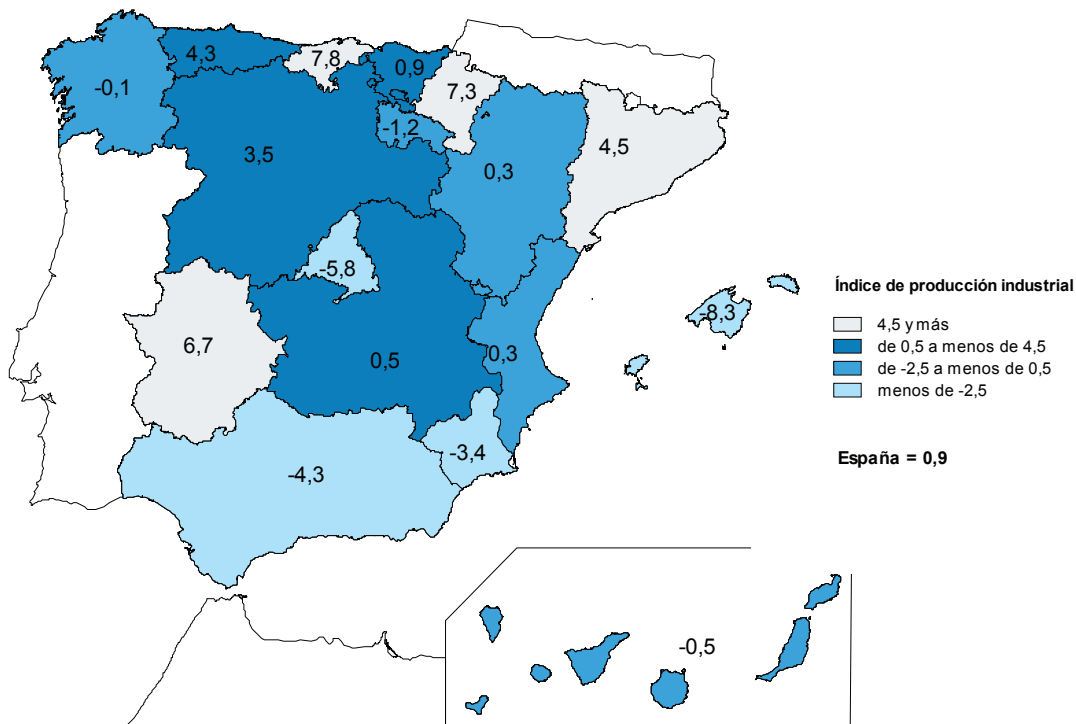 4,3
7,8
0,9
-0,1
7,3
-1,2
3,5
4,5
0,3
-5,8
-8,3
6,7
0,5
0,3
-3,4
-4,3
-0,5
Índice de producción industrial
4,5 y más
de 0,5 a menos de 4,5
de -2,5 a menos de 0,5
menos de -2,5
España = 0,9